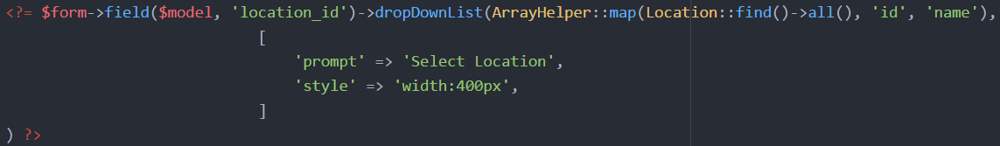 <?= $form->field($model, 'location_id')->dropDownList(ArrayHelper::map(Location::find()->all(), 'id', 'name'),
[
'prompt' => 'Select Location',
'style' => 'width:400px',
]
) ?>